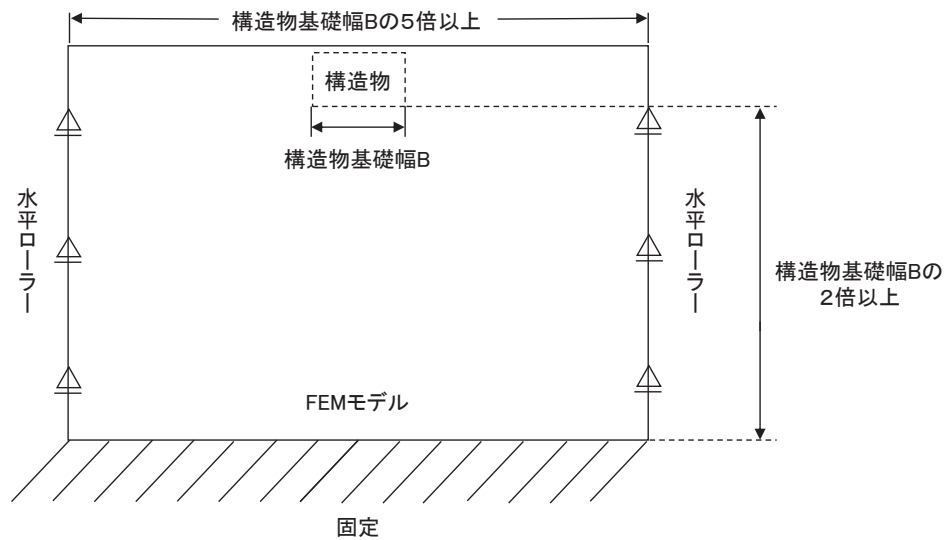 構造物基礎幅Bの5倍以上
構造物
構造物基礎幅B
水平ローラー
水平ローラー
構造物基礎幅Bの
2倍以上
FEMモデル
固定